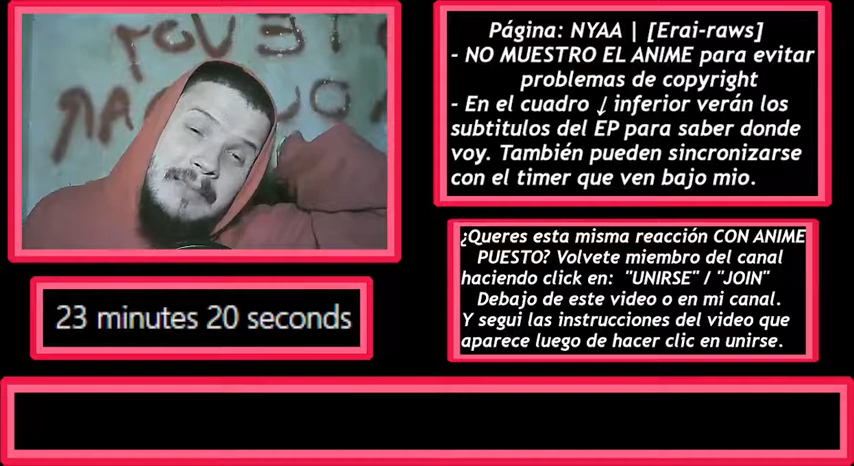 Página: NYAA | [Erai-raws]
- NO MUESTRO EL ANIME para evitar
problemas de copyright
- En el cuadro ↓ inferior verán los
subtitulos del EP para saber donde
voy. También pueden sincronizarse
con el timer que ven bajo mio.
¿Queres esta misma reacción CON ANIME
PUESTO? Volvete miembro del canal
haciendo click en: "UNIRSE" / "JOIN"
Debajo de este video o en mi canal.
Y segui las instrucciones del video que
aparece luego de hacer clic en unirse.
23 minutes 20 seconds